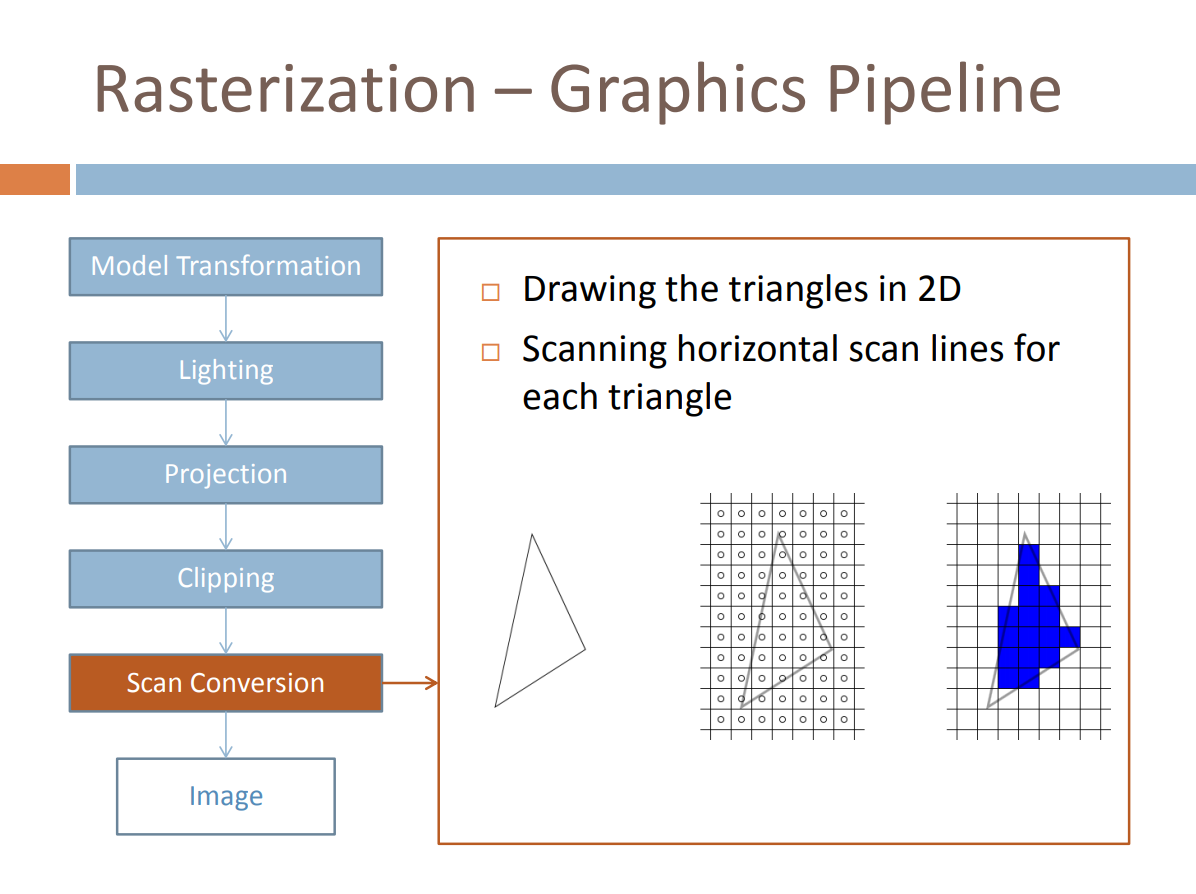 Rasterization – Graphics Pipeline
Model Transformation
Lighting
Projection
Clipping
Scan Conversion
Image
Drawing the triangles in 2D
Scanning horizontal scan lines for
each triangle